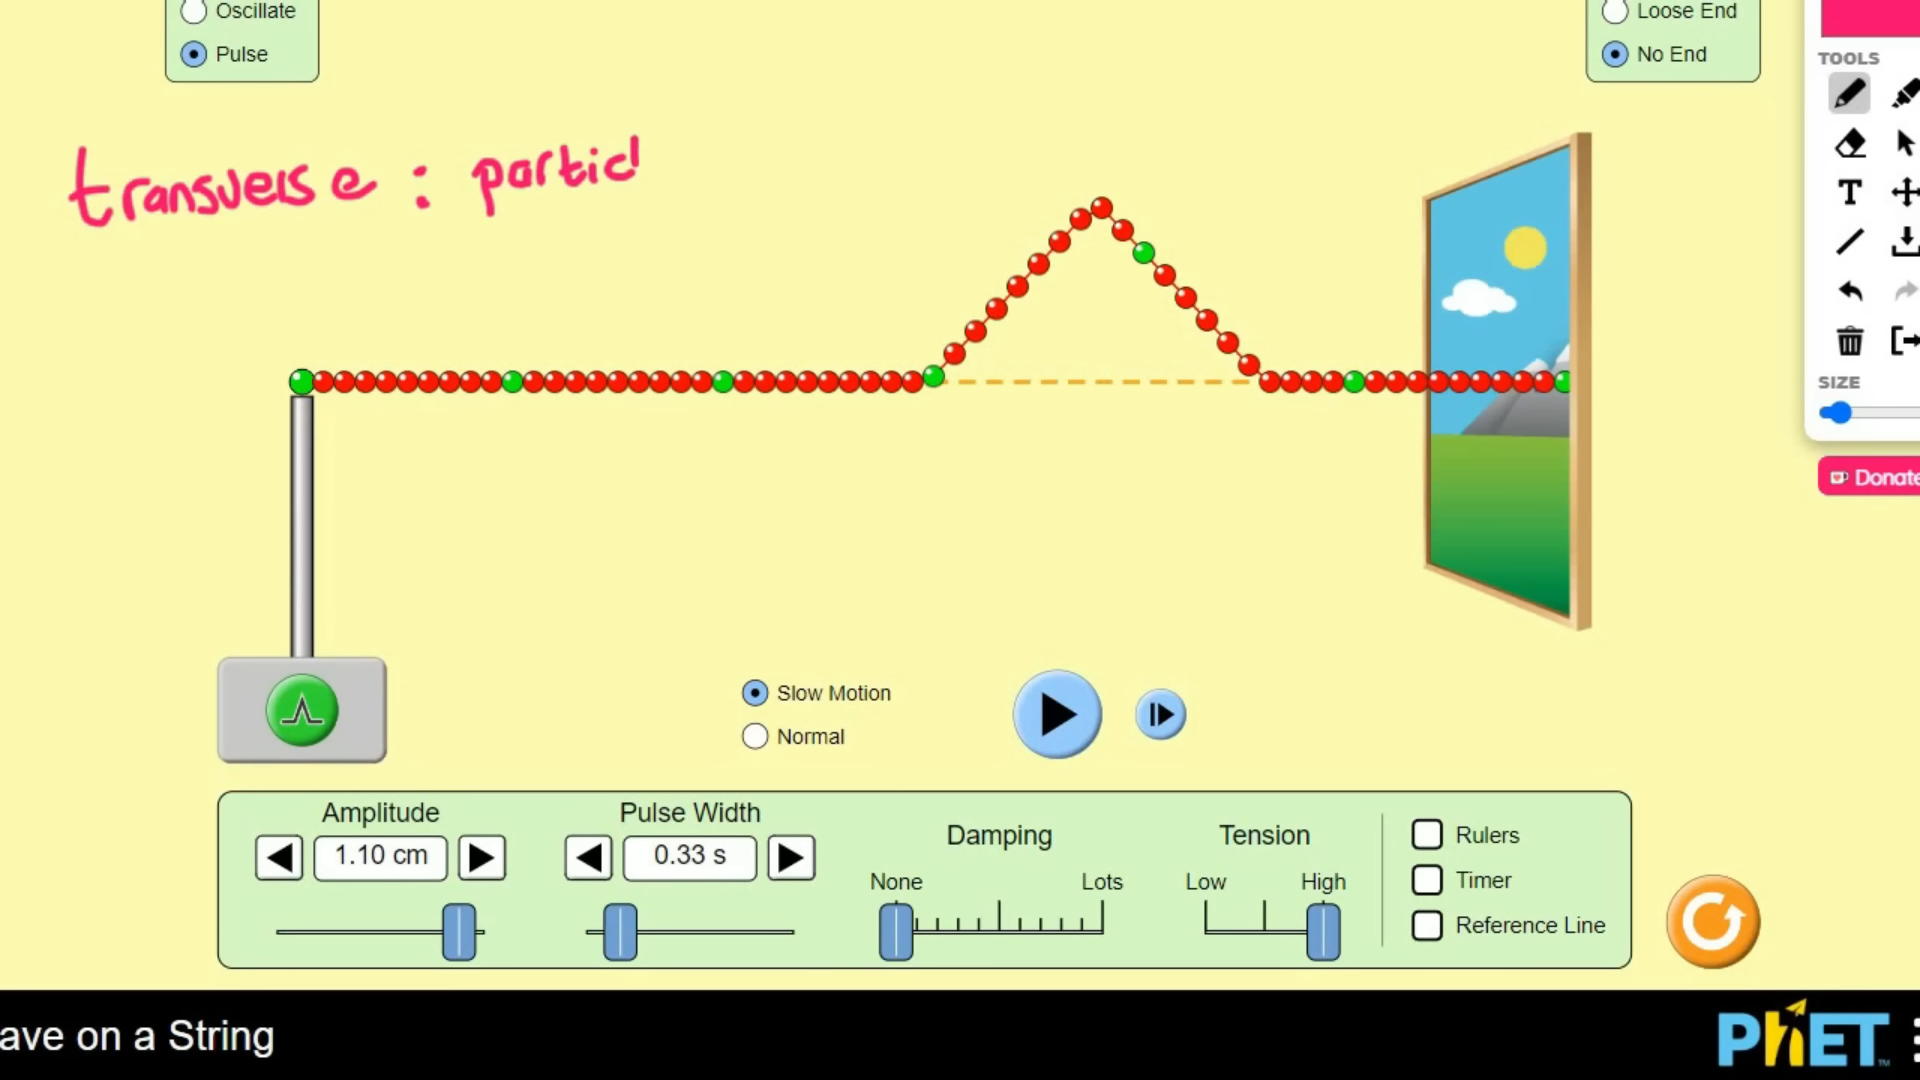 Oscillate
Pulse
Loose End
No End
TOOLS
T
SIZE
Donate
transverse : particl
Slow Motion
Normal
Amplitude
1.10 cm
Pulse Width
0.33 s
Damping
None
Lots
Tension
Low
High
Rulers
Timer
Reference Line
ave on a String
PhET